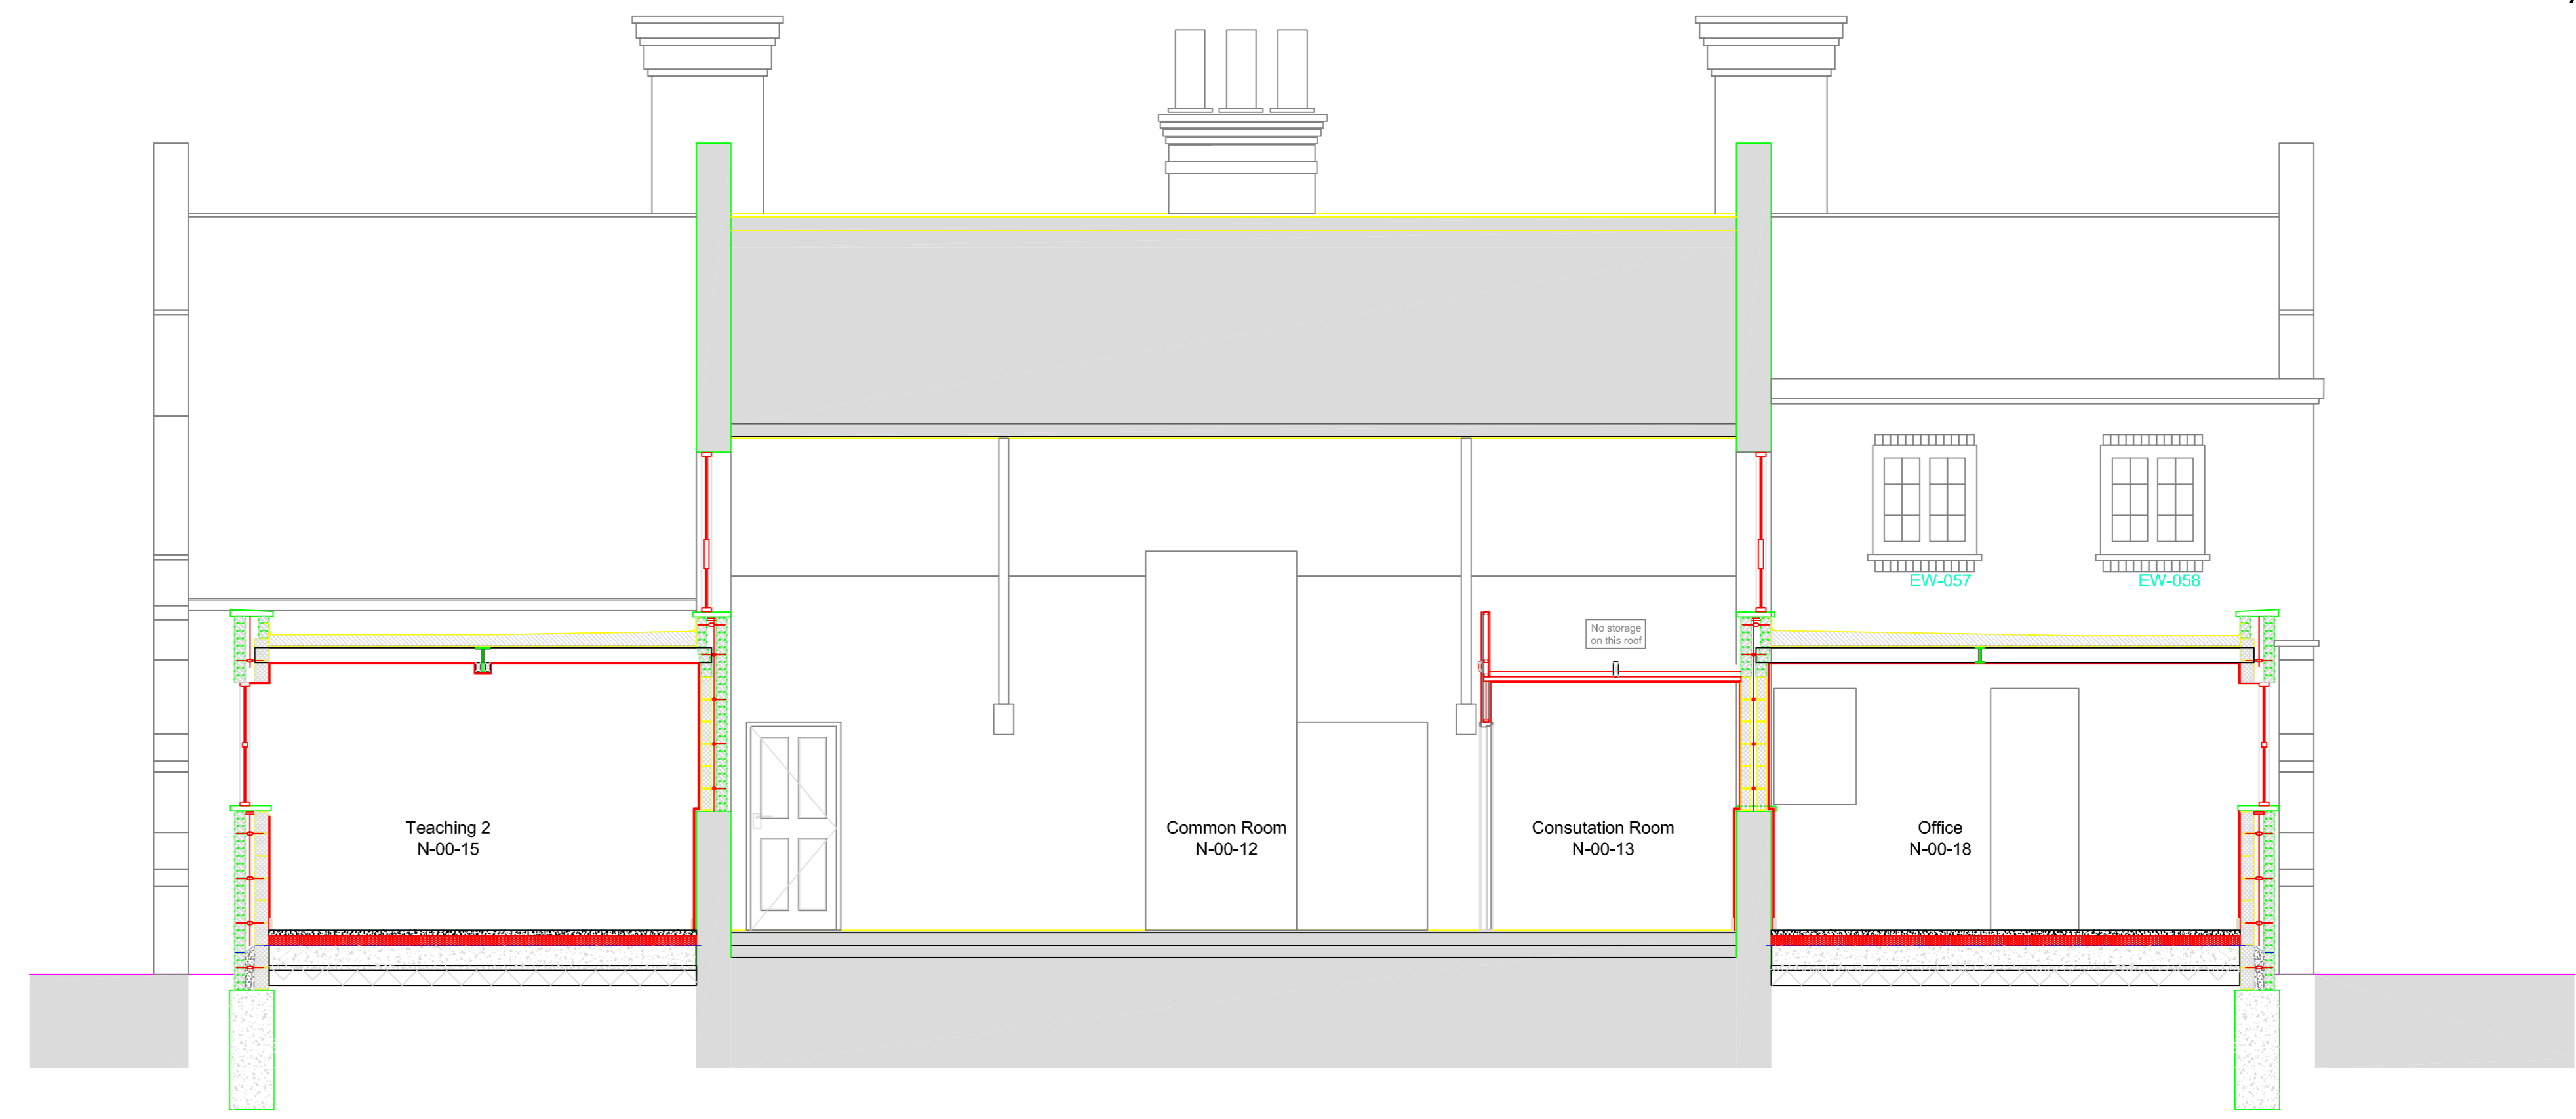 EW-057
EW-058
No storage
on this roof
Teaching 2
N-00-15
Common Room
N-00-12
Consutation Room
N-00-13
Office
N-00-18